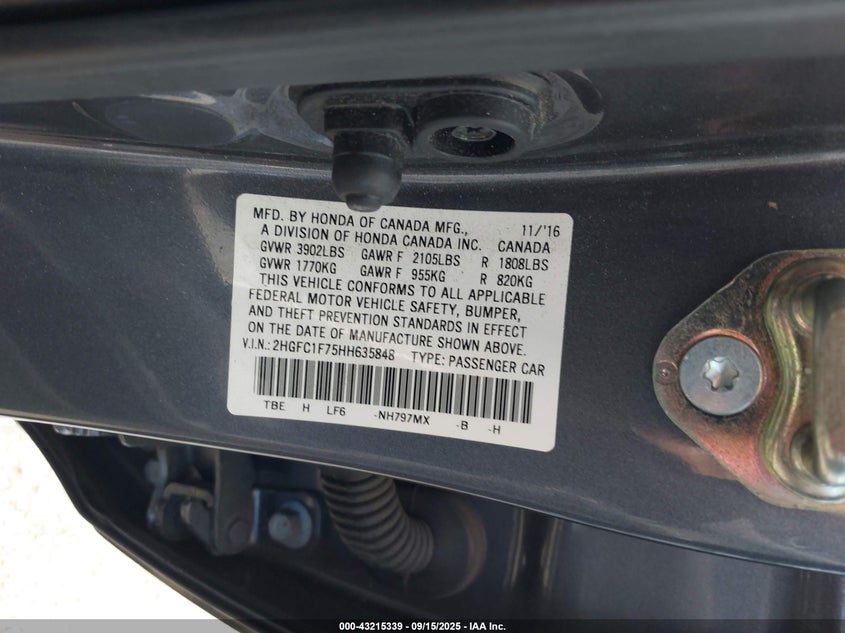 MFD. BY HONDA OF CANADA MFG., 11/'16
A DIVISION OF HONDA CANADA INC. CANADA
GVWR 3902LBS GAWR F 2105LBS R 1808LBS
GVWR 1770KG GAWR F 955KG R 820KG
THIS VEHICLE CONFORMS TO ALL APPLICABLE
FEDERAL MOTOR VEHICLE SAFETY, BUMPER,
AND THEFT PREVENTION STANDARDS IN EFFECT
ON THE DATE OF MANUFACTURE SHOWN ABOVE.
V.I.N.: 2HGFC1F75HH635848 TYPE: PASSENGER CAR
TBE H LF6 -NH797MX -B -H
000-43215339 - 09/15/2025 - IAA Inc.